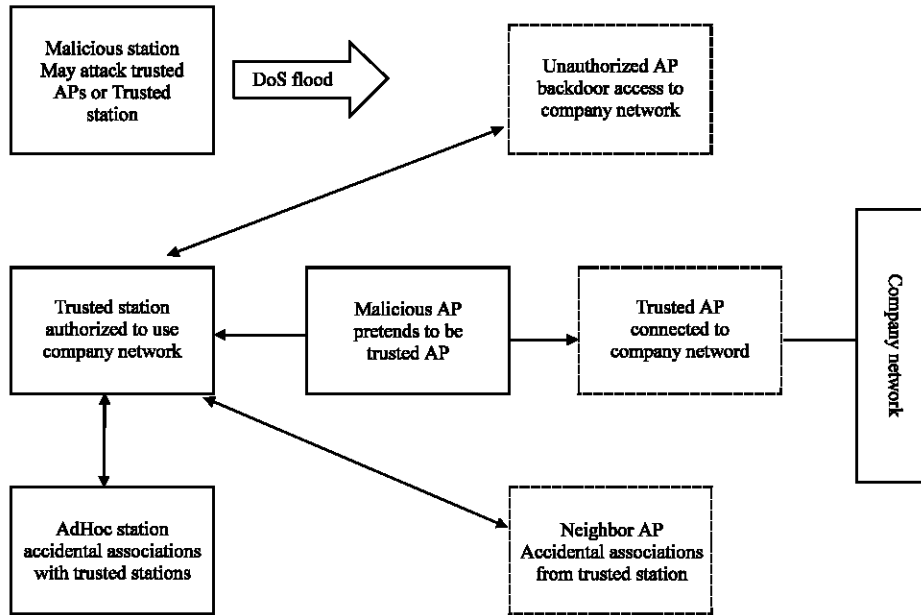 Malicious station
May attack trusted
APs or Trusted
station
DoS flood
Unauthorized AP
backdoor access to
company network
Trusted station
authorized to use
company network
Malicious AP
pretends to be
trusted AP
Trusted AP
connected to
company netword
Company network
AdHoc station
accidental associations
with trusted stations
Neighbor AP
Accidental associations
from trusted station